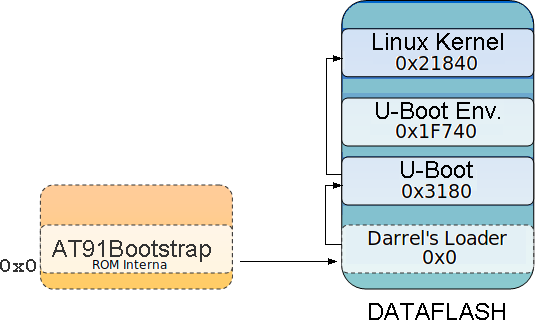 Linux Kernel
0x21840
U-Boot Env.
0x1F740
U-Boot
0x3180
Darrel's Loader
0x0
AT91Bootstrap
ROM Interna
0x0
DATAFLASH